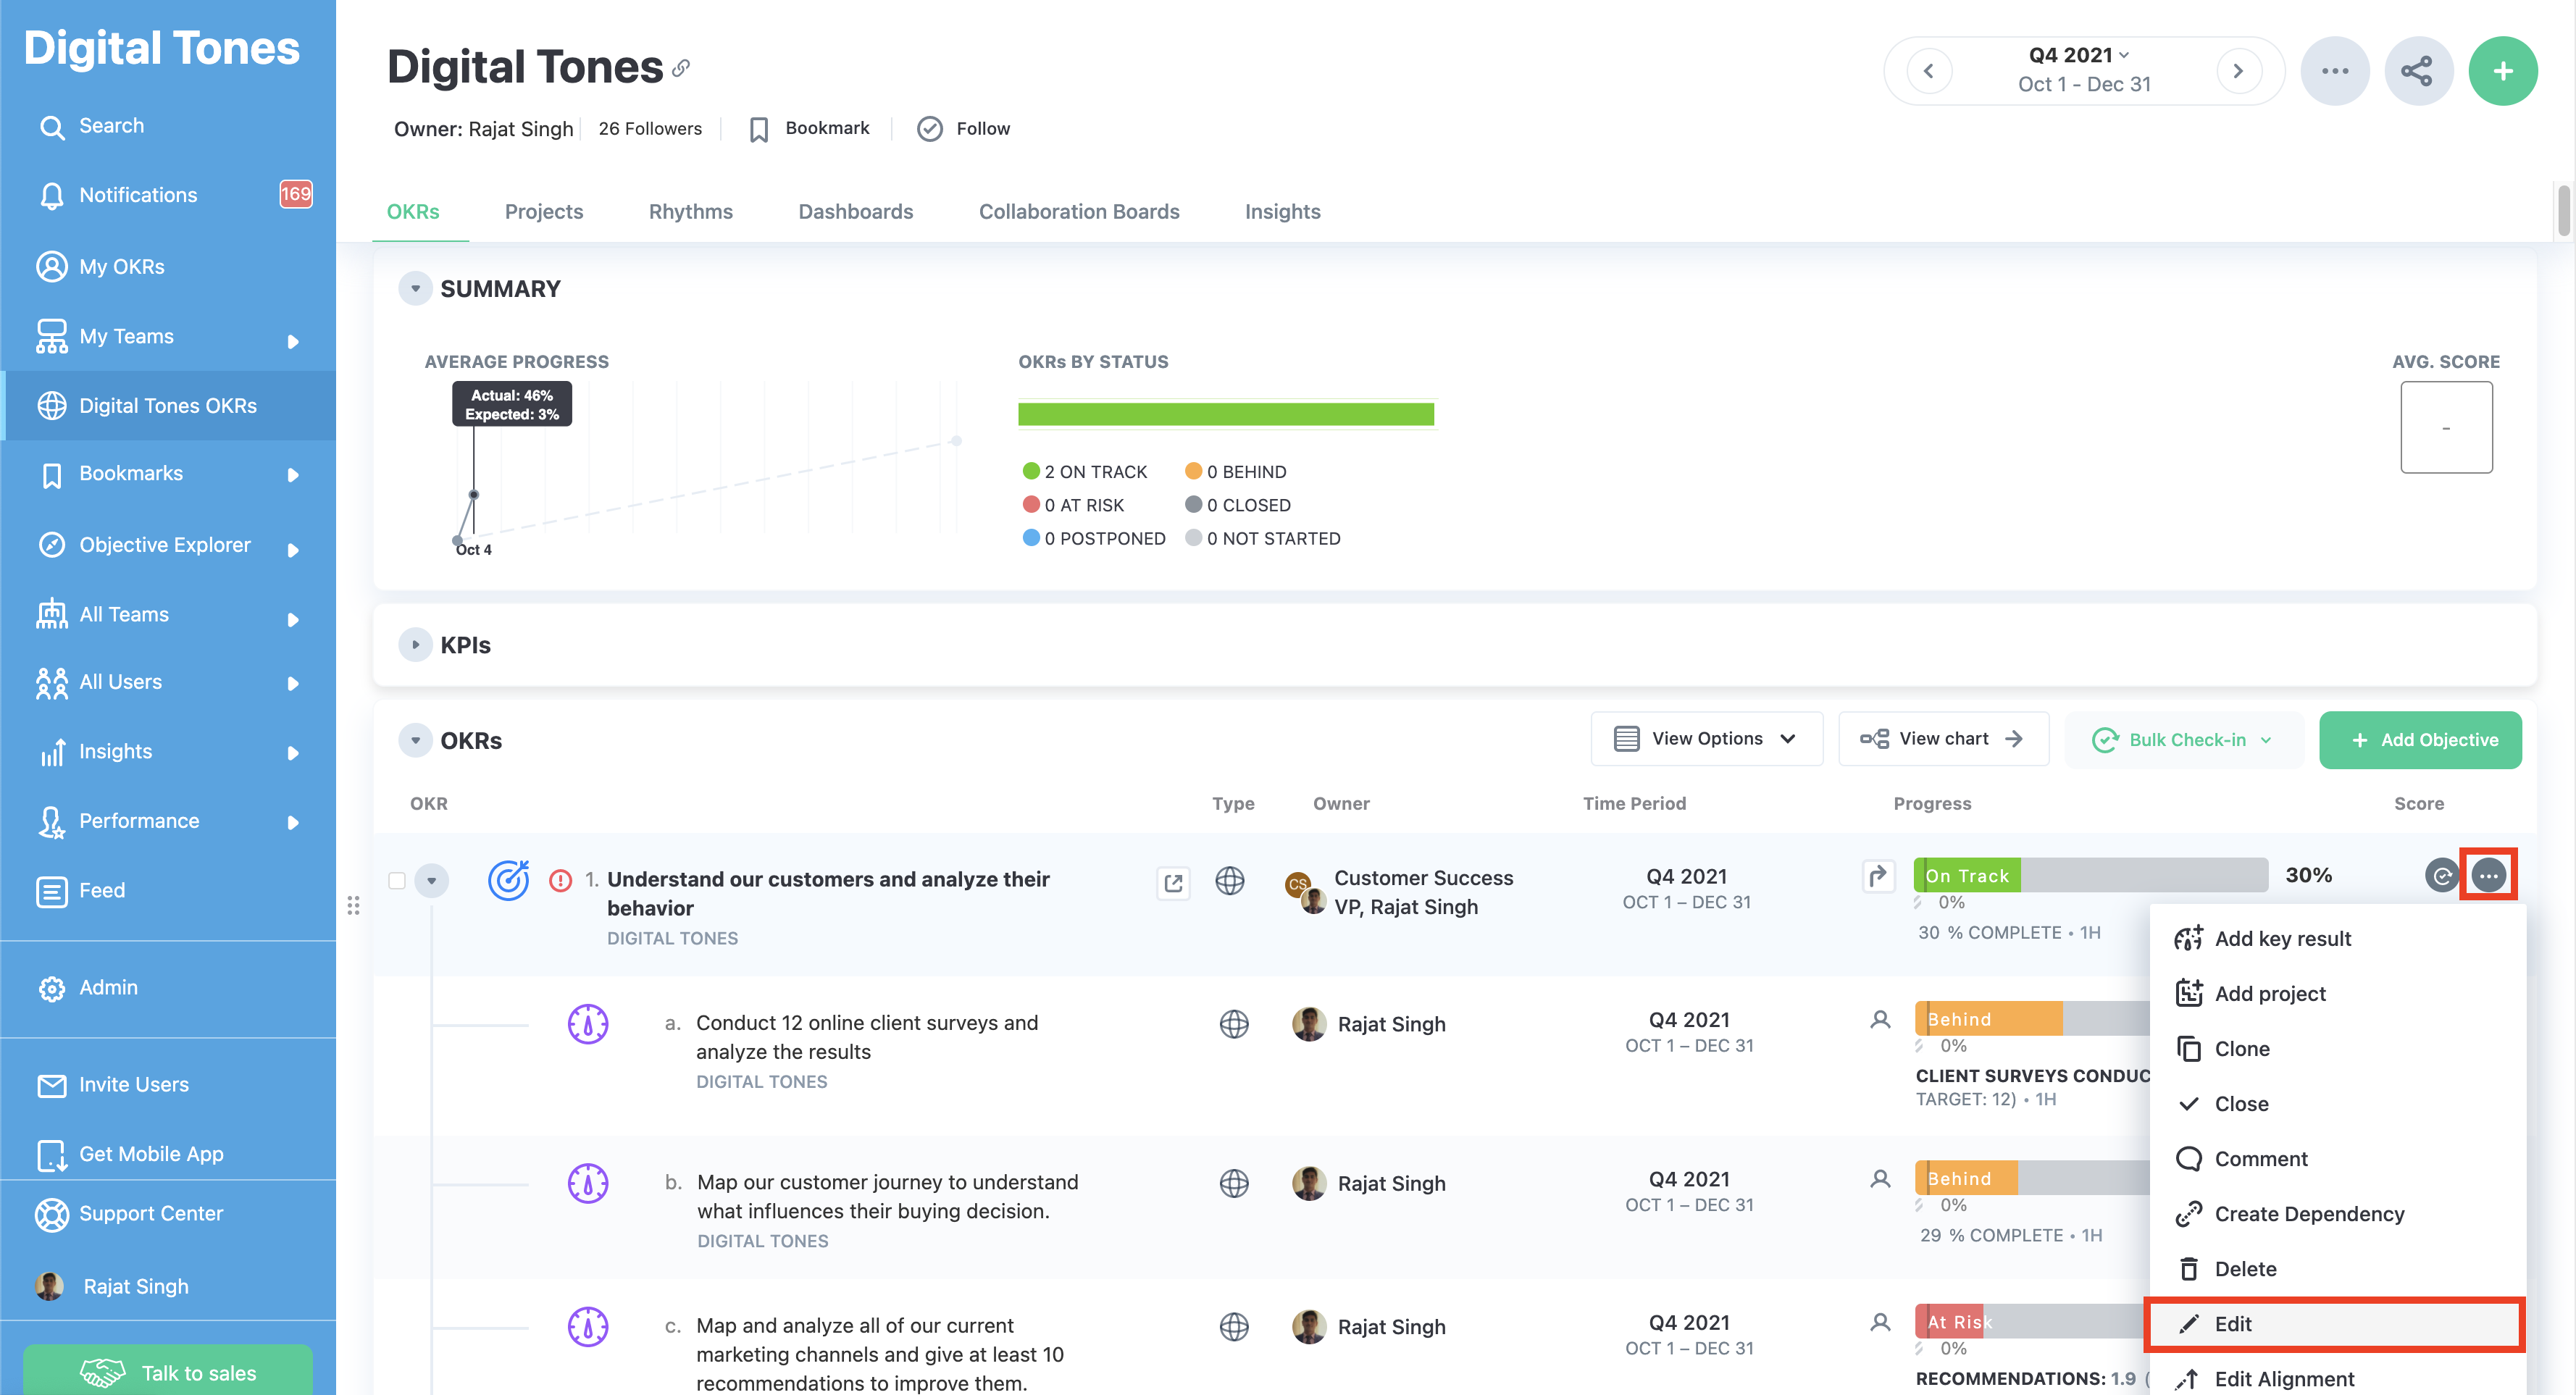 Digital Tones
Search
Notifications
169
My OKRs
My Teams
Digital Tones OKRs
Bookmarks
Objective Explorer
All Teams
All Users
Insights
Performance
Feed
Admin
Invite Users
Get Mobile App
Support Center
Rajat Singh
Talk to sales
Digital Tones
Owner: Rajat Singh
26 Followers
Bookmark
Follow
Q4 2021
Oct 1 - Dec 31
OKRs
Projects
Rhythms
Dashboards
Collaboration Boards
Insights
SUMMARY
AVERAGE PROGRESS
Actual: 46%
Expected: 3%
Oct 4
OKRs BY STATUS
2 ON TRACK
0 BEHIND
0 AT RISK
0 CLOSED
0 POSTPONED
0 NOT STARTED
AVG. SCORE
-
KPIs
OKRs
View Options
View chart
Bulk Check-in
+ Add Objective
OKR
Type
Owner
Time Period
Progress
Score
1. Understand our customers and analyze their
behavior
DIGITAL TONES
CS
Customer Success
VP, Rajat Singh
Q4 2021
OCT 1 – DEC 31
On Track
30%
0%
30 % COMPLETE • 1H
a. Conduct 12 online client surveys and
analyze the results
DIGITAL TONES
Rajat Singh
Q4 2021
OCT 1 – DEC 31
Behind
0%
CLIENT SURVEYS CONDUC
TARGET: 12) • 1H
b. Map our customer journey to understand
what influences their buying decision.
DIGITAL TONES
Rajat Singh
Q4 2021
OCT 1 – DEC 31
Behind
0%
29 % COMPLETE • 1H
c. Map and analyze all of our current
marketing channels and give at least 10
recommendations to improve them.
Rajat Singh
Q4 2021
OCT 1 – DEC 31
At Risk
0%
RECOMMENDATIONS: 1.9 (
Add key result
Add project
Clone
Close
Comment
Create Dependency
Delete
Edit
Edit Alignment